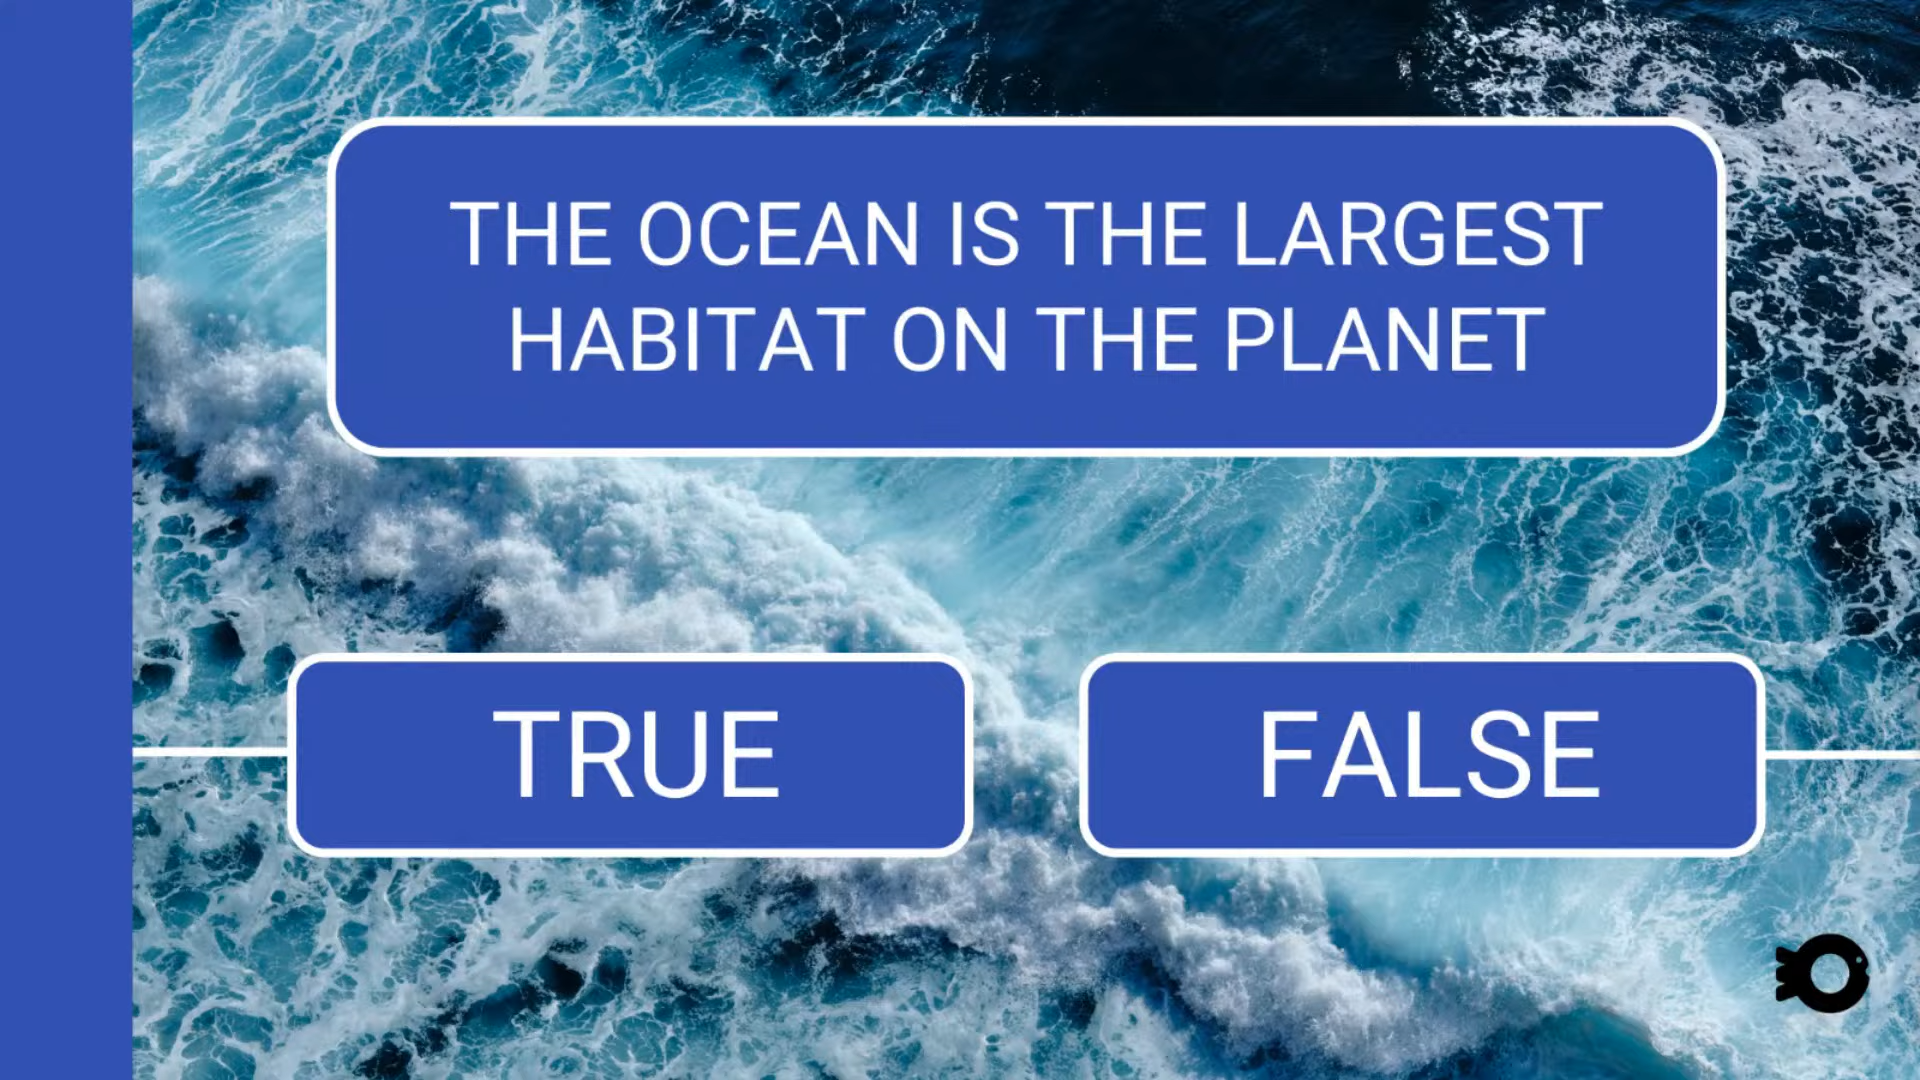 THE OCEAN IS THE LARGEST
HABITAT ON THE PLANET
TRUE
FALSE